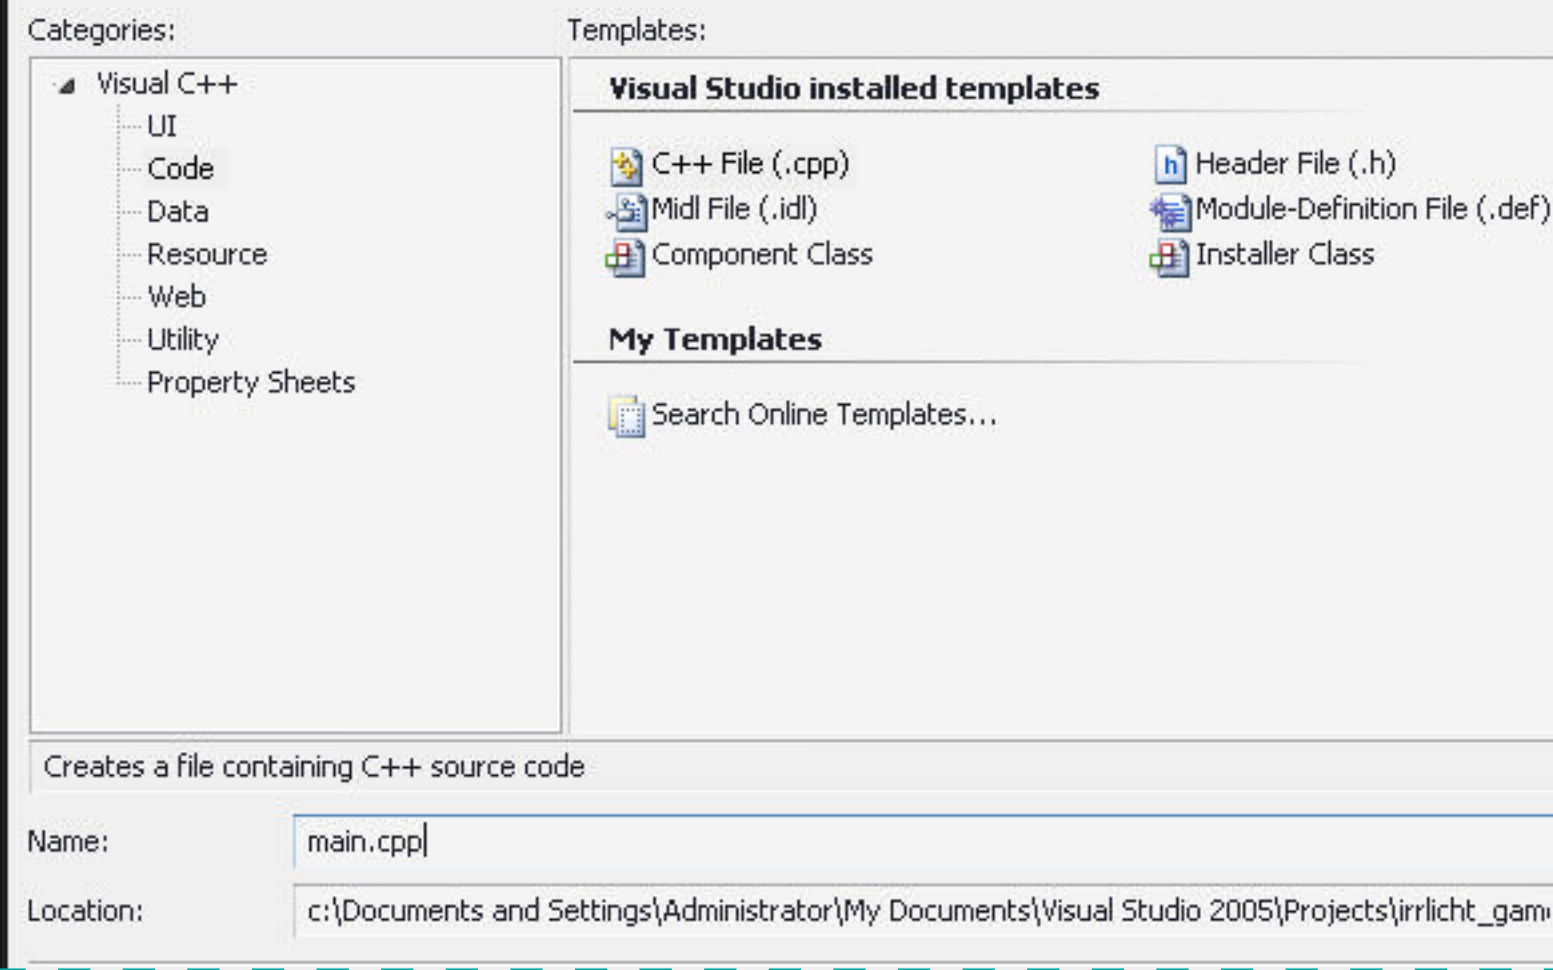 Categories:
Templates:
Visual C++
UI
Code
Data
Resource
Web
Utility
Property Sheets
Visual Studio installed templates
C++ File (.cpp)
Header File (.h)
Midl File (.idl)
Module-Definition File (.def)
Component Class
Installer Class
My Templates
Search Online Templates...
Creates a file containing C++ source code
Name:
main.cpp
Location:
c:\Documents and Settings\Administrator\My Documents\Visual Studio 2005\Projects\irrlicht_gam